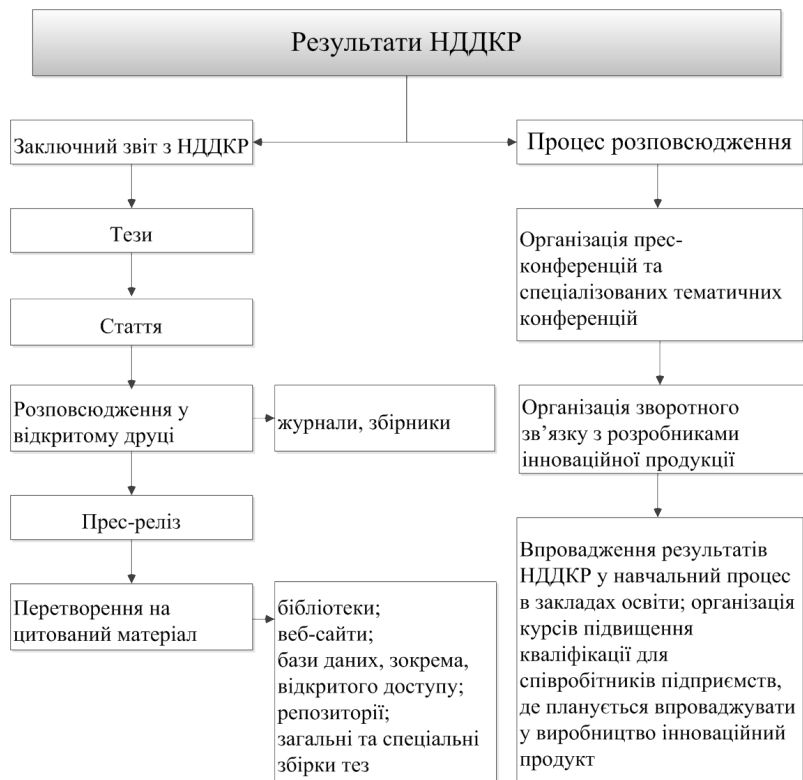 Результати НДДКР
Заключний звіт з НДДКР
Тези
Стаття
Розповсюдження у
відкритому друці
журнали, збірники
Прес-реліз
Перетворення на
цитований матеріал
бібліотеки;
веб-сайти;
бази даних, зокрема,
відкритого доступу;
репозиторії;
загальні та спеціальні
збірки тез
Процес розповсюдження
Організація прес-
конференцій та
спеціалізованих тематичних
конференцій
Організація зворотного
зв’язку з розробниками
інноваційної продукції
Впровадження результатів
НДДКР у навчальний процес
в закладах освіти; організація
курсів підвищення
кваліфікації для
співробітників підприємств,
де планується впроваджувати
у виробництво інноваційний
продукт